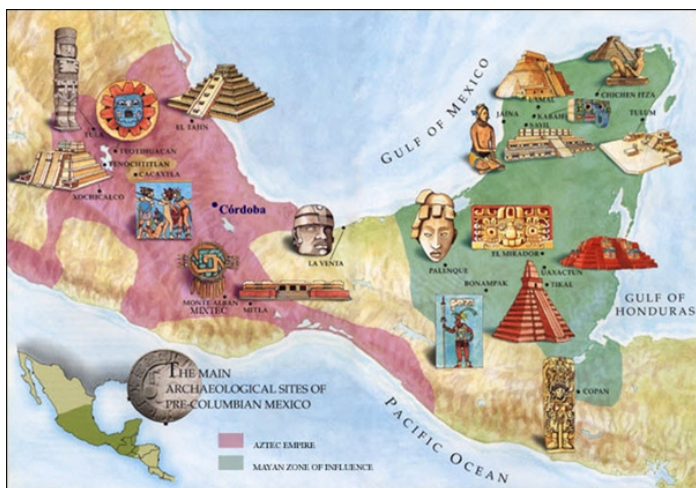 GULF OF MEXICO
TULA
EL TAJIN
TEOTIHUACAN
TENOCHTITLAN
CACAXTLA
XOCHICALCO
Córdoba
LA VENTA
MONTE ALBAN
MIXTEC
MITLA
UXMAL
CHICHEN ITZA
JAINA
KABAH
SAYIL
TULUM
PALENQUE
EL MIRADOR
UAXACTUN
TIKAL
BONAMPAK
GULF OF
HONDURAS
COPAN
THE MAIN
ARCHAEOLOGICAL SITES OF
PRE-COLUMBIAN MEXICO
PACIFIC OCEAN
AZTEC EMPIRE
MAYAN ZONE OF INFLUENCE